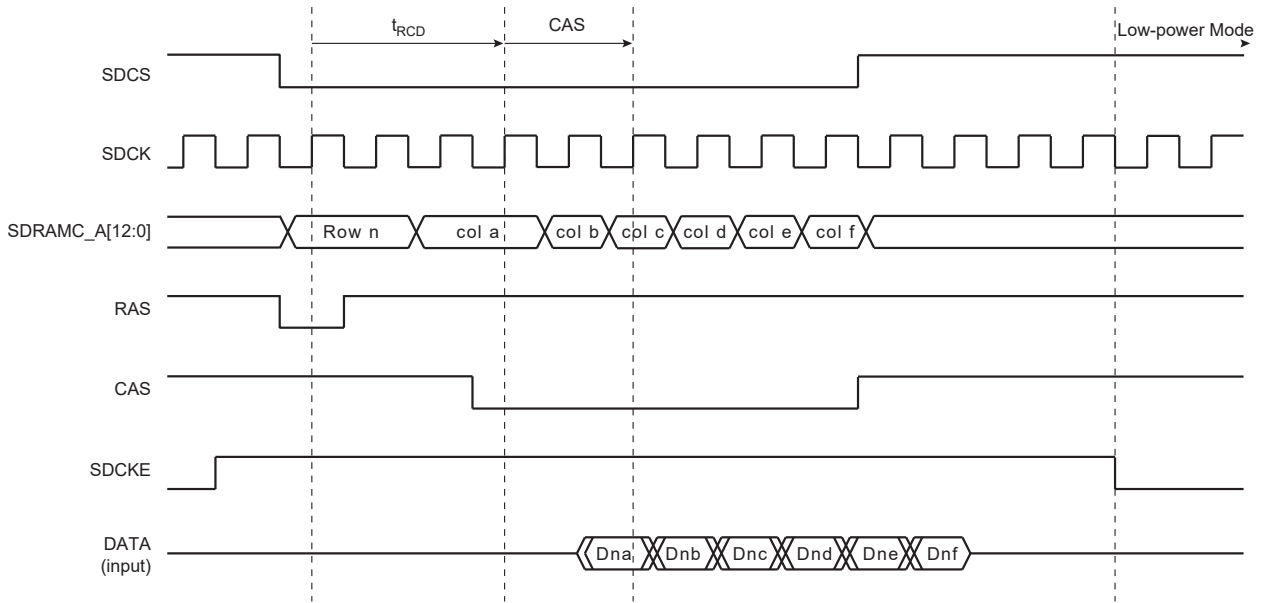 tRCD
CAS
Low-power Mode
SDCS
SDCK
SDRAMC_A[12:0]
Row n
col a
col b
col c
col d
col e
col f
RAS
CAS
SDCKE
DATA
(input)
Dna
Dnb
Dnc
Dnd
Dne
Dnf